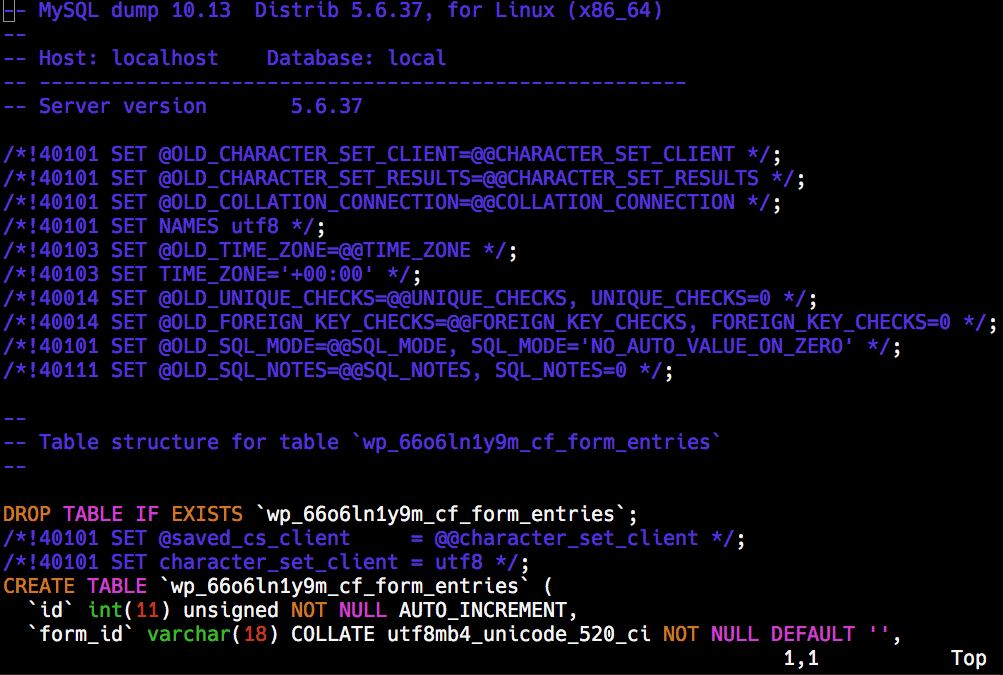 -- MySQL dump 10.13  Distrib 5.6.37, for Linux (x86_64)
--
-- Host: localhost    Database: local
-- ------------------------------------------------------
-- Server version       5.6.37
/*!40101 SET @OLD_CHARACTER_SET_CLIENT=@@CHARACTER_SET_CLIENT */;
/*!40101 SET @OLD_CHARACTER_SET_RESULTS=@@CHARACTER_SET_RESULTS */;
/*!40101 SET @OLD_COLLATION_CONNECTION=@@COLLATION_CONNECTION */;
/*!40101 SET NAMES utf8 */;
/*!40103 SET @OLD_TIME_ZONE=@@TIME_ZONE */;
/*!40103 SET TIME_ZONE='+00:00' */;
/*!40014 SET @OLD_UNIQUE_CHECKS=@@UNIQUE_CHECKS, UNIQUE_CHECKS=0 */;
/*!40014 SET @OLD_FOREIGN_KEY_CHECKS=@@FOREIGN_KEY_CHECKS, FOREIGN_KEY_CHECKS=0 */;
/*!40101 SET @OLD_SQL_MODE=@@SQL_MODE, SQL_MODE='NO_AUTO_VALUE_ON_ZERO' */;
/*!40111 SET @OLD_SQL_NOTES=@@SQL_NOTES, SQL_NOTES=0 */;
--
-- Table structure for table `wp_66o6ln1y9m_cf_form_entries`
--
DROP TABLE IF EXISTS `wp_66o6ln1y9m_cf_form_entries`;
/*!40101 SET @saved_cs_client     = @@character_set_client */;
/*!40101 SET character_set_client = utf8 */;
CREATE TABLE `wp_66o6ln1y9m_cf_form_entries` (
  `id` int(11) unsigned NOT NULL AUTO_INCREMENT,
  `form_id` varchar(18) COLLATE utf8mb4_unicode_520_ci NOT NULL DEFAULT '',
1,1           Top